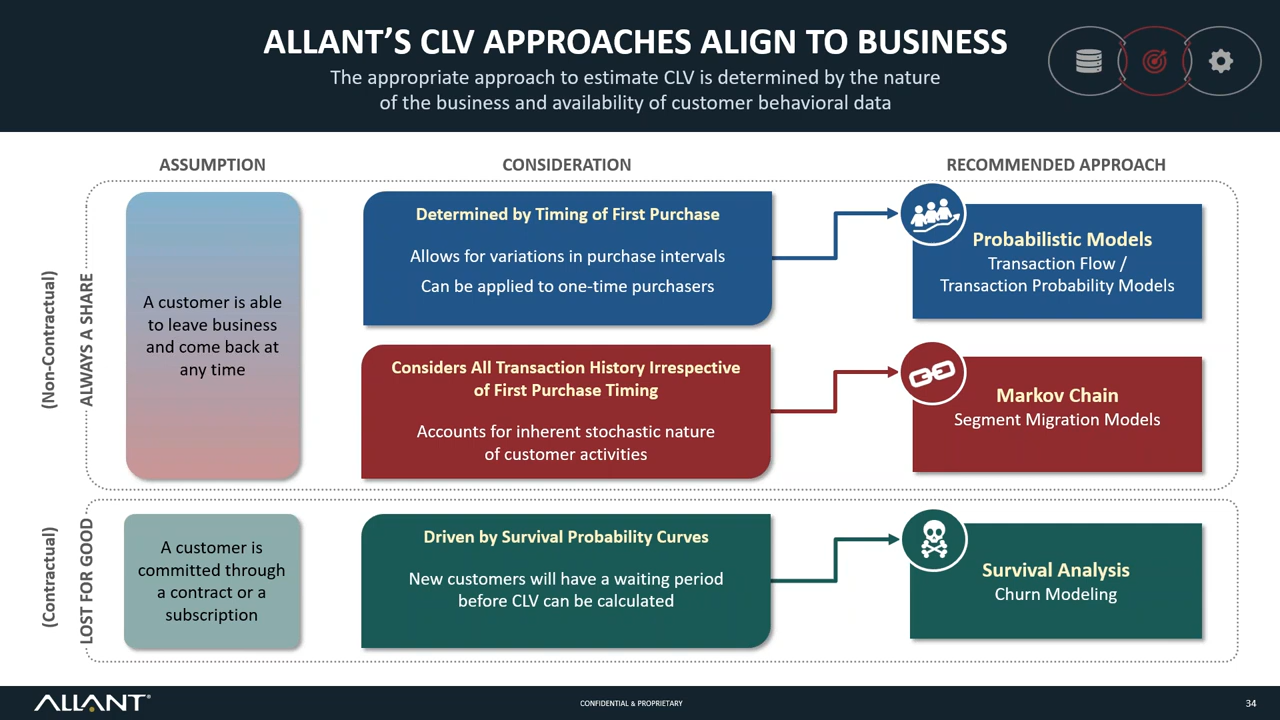 ALLANT’S CLV APPROACHES ALIGN TO BUSINESS
The appropriate approach to estimate CLV is determined by the nature
of the business and availability of customer behavioral data
ASSUMPTION
CONSIDERATION
RECOMMENDED APPROACH
(Non-Contractual)
ALWAYS A SHARE
A customer is able
to leave business
and come back at
any time
Determined by Timing of First Purchase
Allows for variations in purchase intervals
Can be applied to one-time purchasers
Probabilistic Models
Transaction Flow /
Transaction Probability Models
Considers All Transaction History Irrespective
of First Purchase Timing
Accounts for inherent stochastic nature
of customer activities
Markov Chain
Segment Migration Models
(Contractual)
LOST FOR GOOD
A customer is
committed through
a contract or a
subscription
Driven by Survival Probability Curves
New customers will have a waiting period
before CLV can be calculated
Survival Analysis
Churn Modeling
ALLANT®
CONFIDENTIAL & PROPRIETARY
34